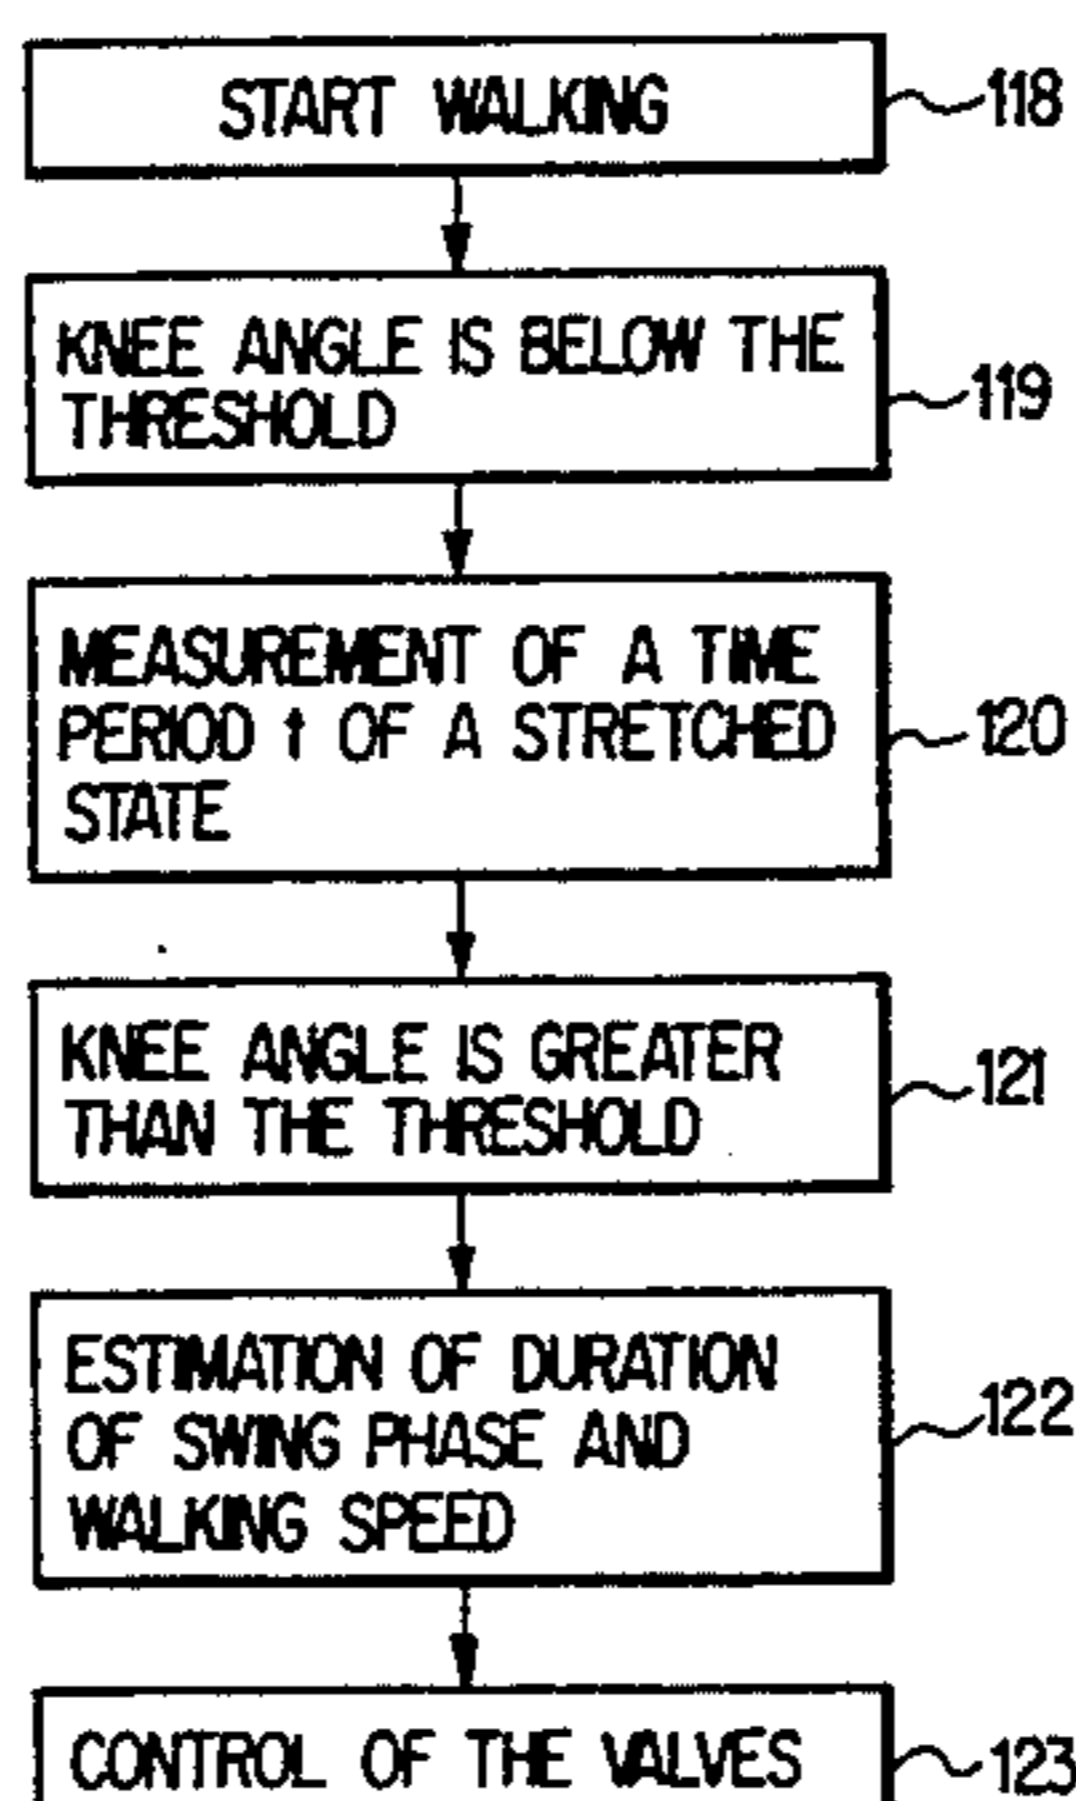 START WALKING
118
KNEE ANGLE IS BELOW THE
THRESHOLD
119
MEASUREMENT OF A TIME
PERIOD t OF A STRETCHED
STATE
120
KNEE ANGLE IS GREATER
THAN THE THRESHOLD
121
ESTIMATION OF DURATION
OF SWING PHASE AND
WALKING SPEED
122
CONTROL OF THE VALVES
123